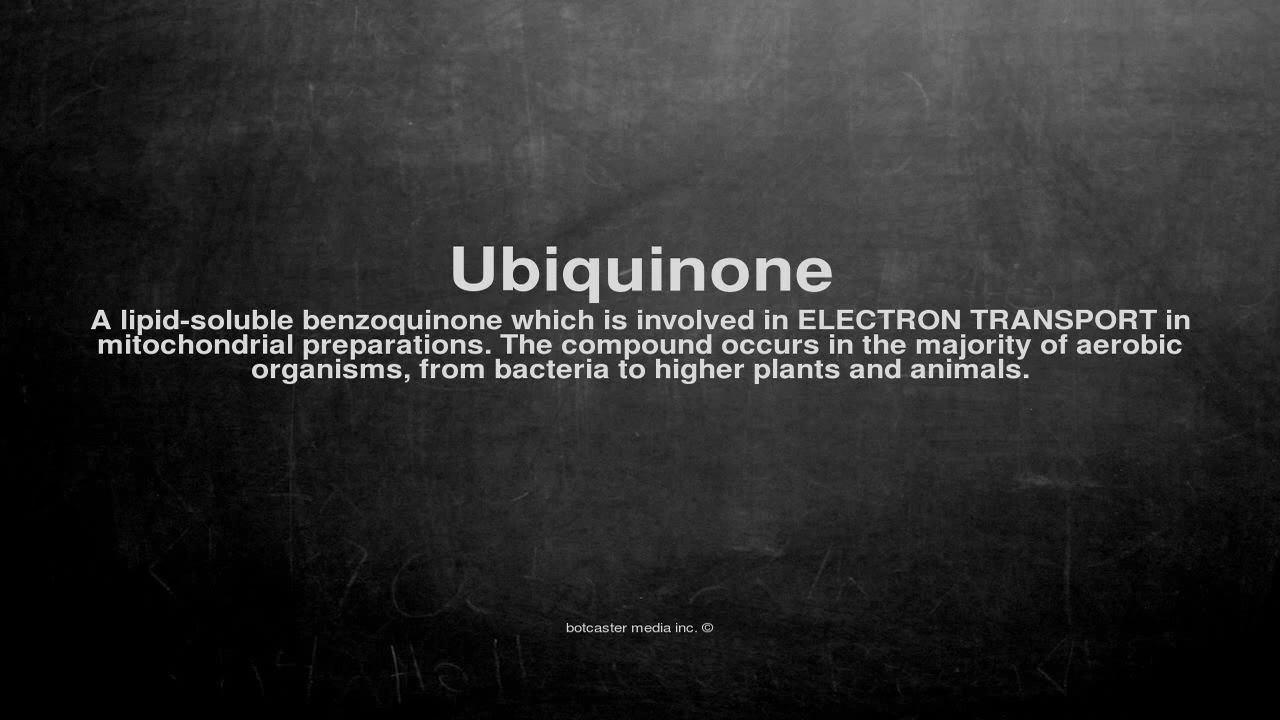 Ubiquinone
A lipid-soluble benzoquinone which is involved in ELECTRON TRANSPORT in
mitochondrial preparations. The compound occurs in the majority of aerobic
organisms, from bacteria to higher plants and animals.
botcaster media inc. ©